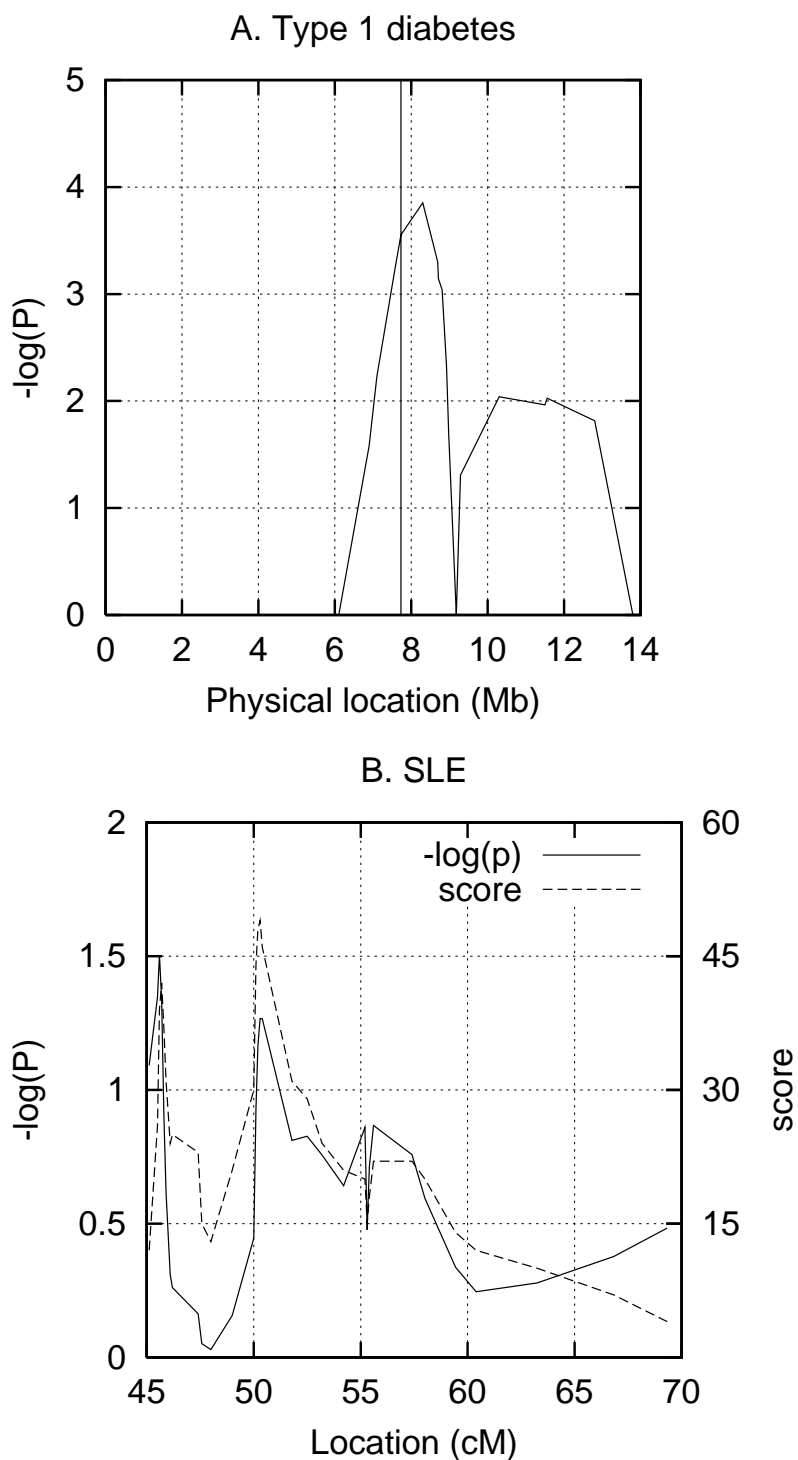 A. Type 1 diabetes
5
4
3
2
1
0
-log(P)
0 2 4 6 8 10 12 14
Physical location (Mb)
B. SLE
2
1.5
1
0.5
0
-log(P)
-log(p)
score
60
45
30
15
score
45 50 55 60 65 70
Location (cM)